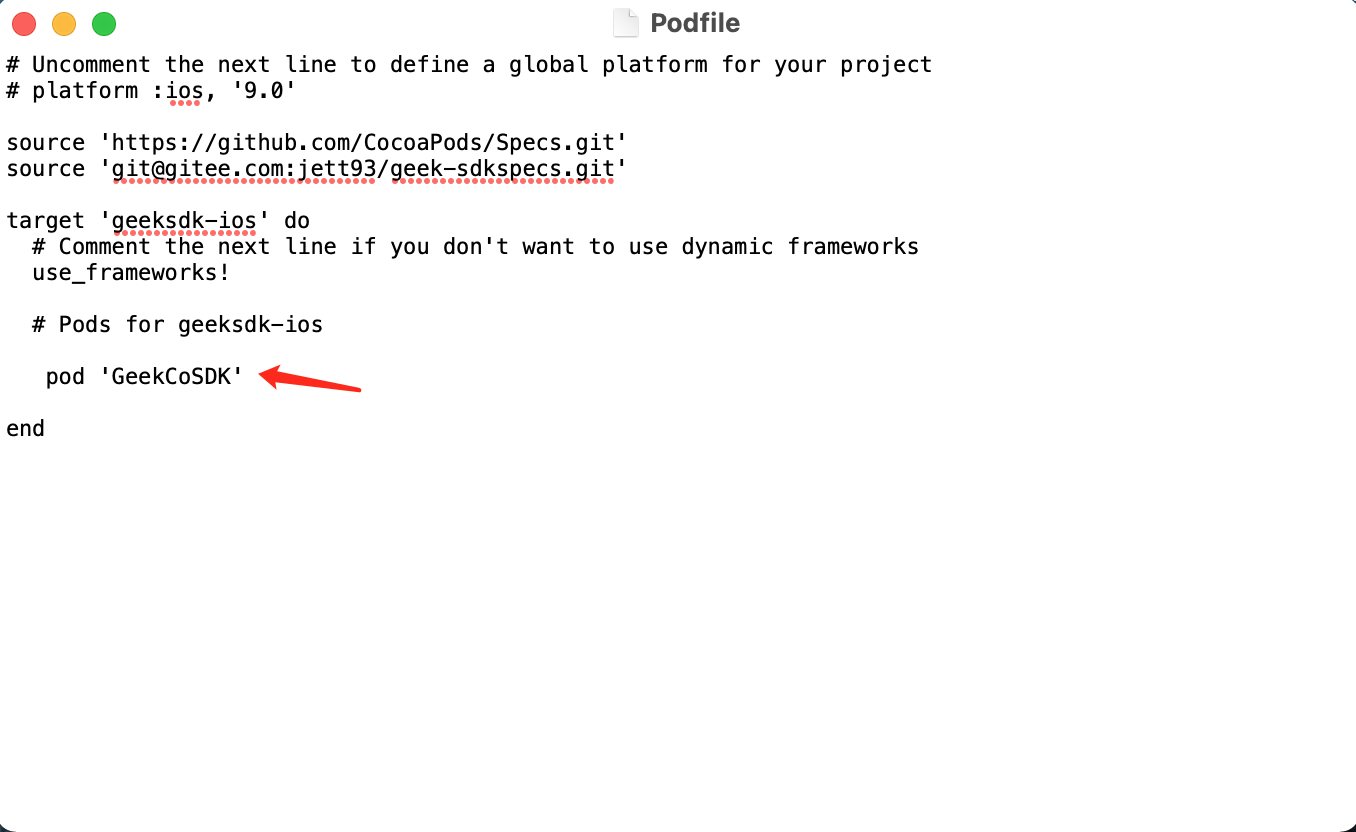 Podfile
# Uncomment the next line to define a global platform for your project
# platform :ios, '9.0'
source 'https://github.com/CocoaPods/Specs.git'
source 'git@gitee.com:jett93/geek-sdkspecs.git'
target 'geeksdk-ios' do
# Comment the next line if you don't want to use dynamic frameworks
use_frameworks!
# Pods for geeksdk-ios
pod 'GeekCoSDK'
end